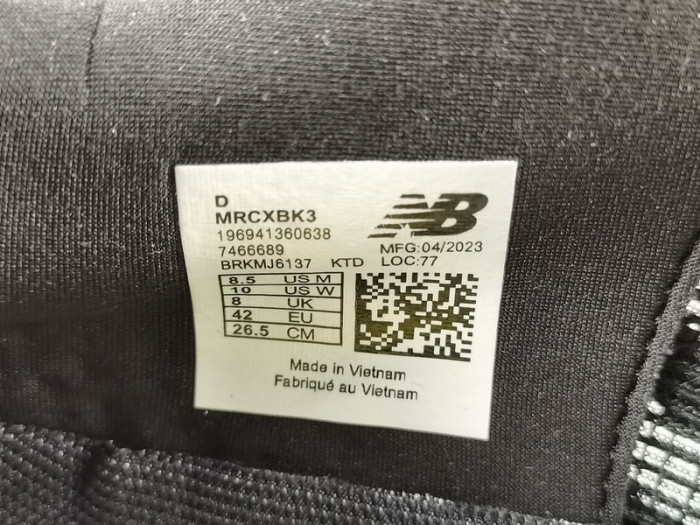 D
MRCXBK3
NB
196941360638
7466689
MFG:04/2023
BRKMJ6137 KTD LOC:77
8.5 US M
10 US W
8 UK
42 EU
26.5 CM
Made in Vietnam
Fabriqué au Vietnam